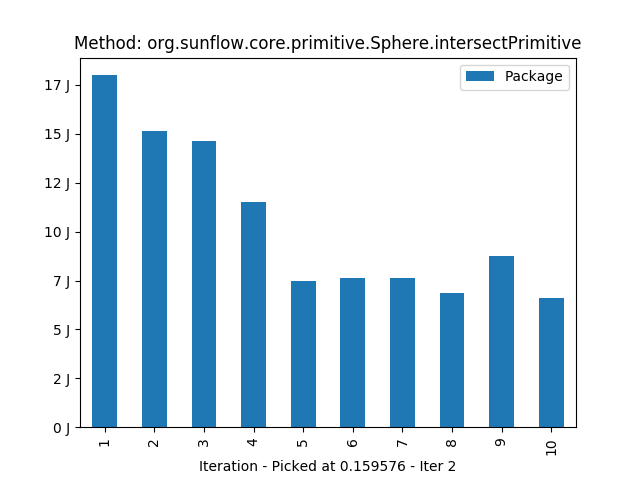 Method: org.sunflow.core.primitive.Sphere.intersectPrimitive
Package
17 J
15 J
12 J
10 J
7 J
5 J
2 J
0 J
1 2 3 4 5 6 7 8 9 10
Iteration - Picked at 0.159576 - Iter 2